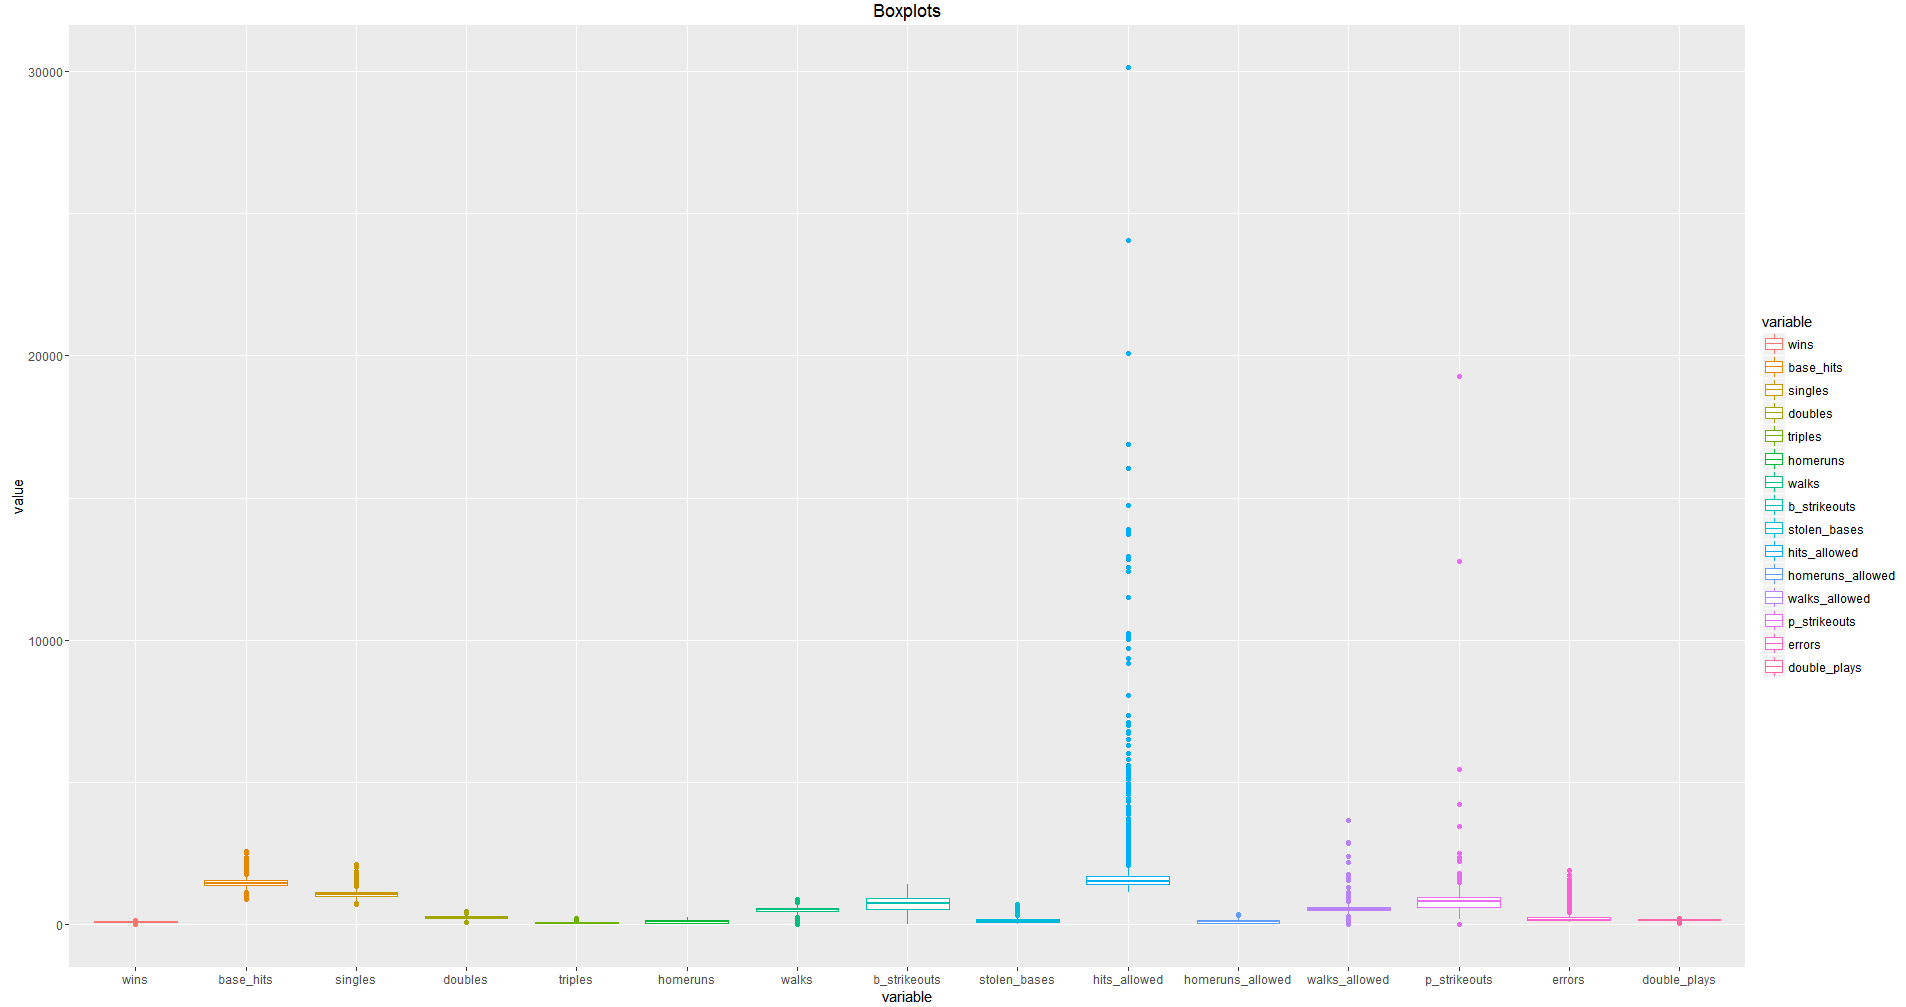 Boxplots
30000
20000
10000
0
value
wins base_hits singles doubles triples homeruns walks b_strikeouts stolen_bases hits_allowed homeruns_allowed walks_allowed p_strikeouts errors double_plays
variable
variable
wins
base_hits
singles
doubles
triples
homeruns
walks
b_strikeouts
stolen_bases
hits_allowed
homeruns_allowed
walks_allowed
p_strikeouts
errors
double_plays